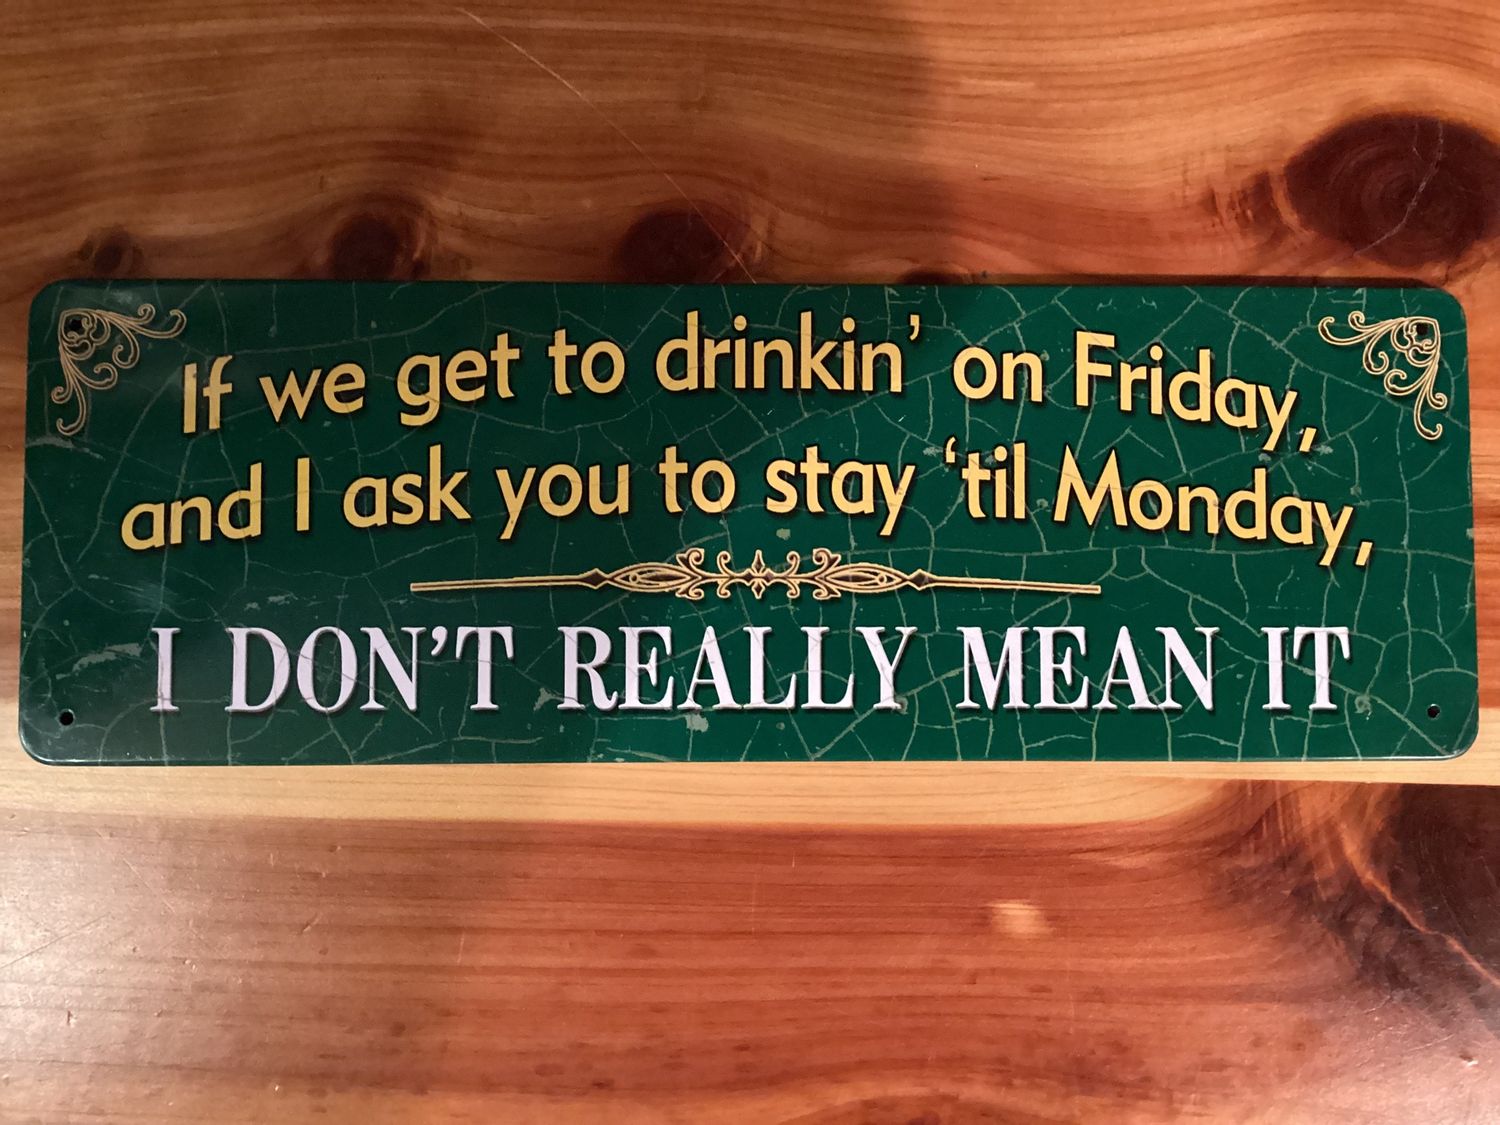 If we get to drinkin’ on Friday,
and I ask you to stay ‘til Monday,
I DON’T REALLY MEAN IT